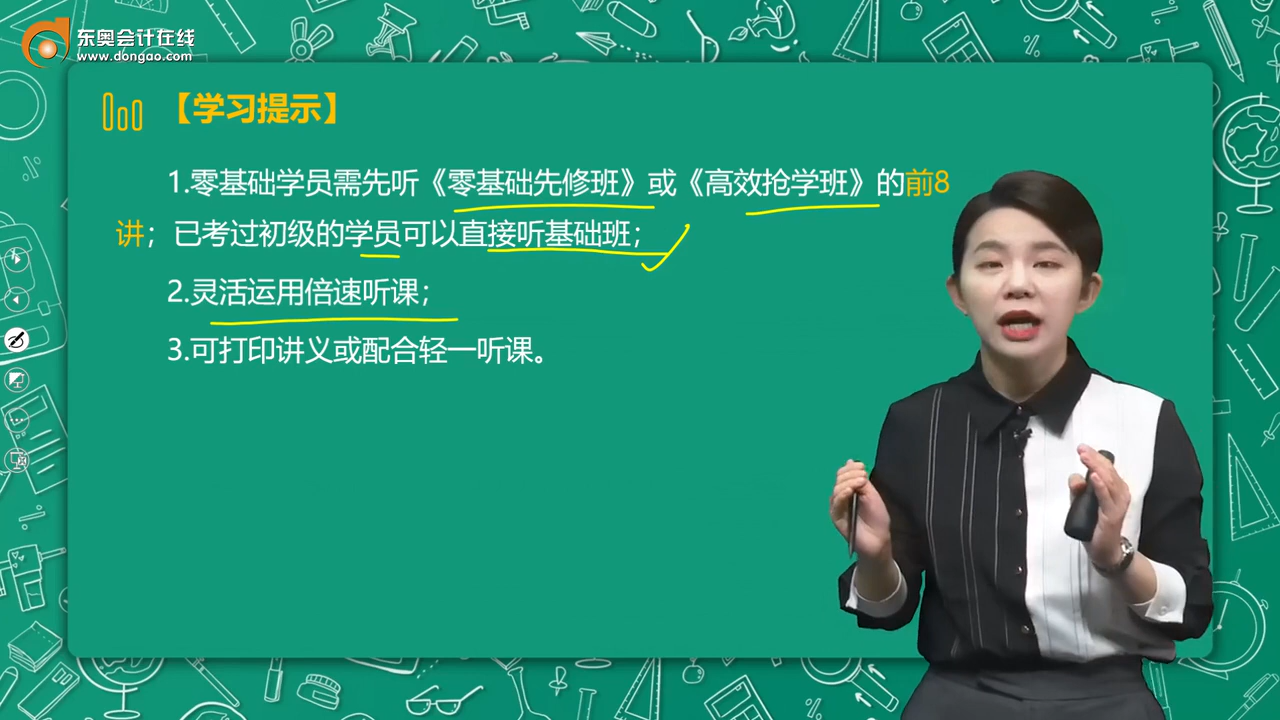 东奥会计在线
www.dongao.com
【学习提示】
1.零基础学员需先听《零基础先修班》或《高效抢学班》的前8
讲；已考过初级的学员可以直接听基础班；
2.灵活运用倍速听课；
3.可打印讲义或配合轻一听课。